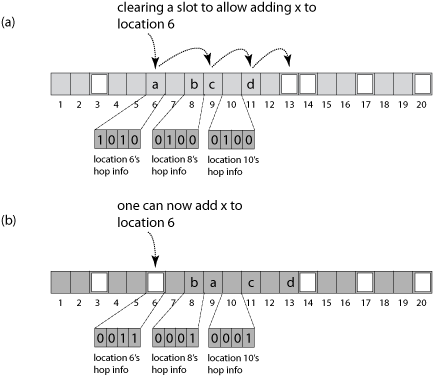 clearing a slot to allow adding x to
(a) location 6
a b c d
1 2 3 4 5 6 7 8 9 10 11 12 13 14 15 16 17 18 19 20
1 0 1 0 0 1 0 0 0 1 0 0
location 6's location 8's location 10's
hop info hop info hop info
one can now add x to
(b) location 6
b a c d
1 2 3 4 5 6 7 8 9 10 11 12 13 14 15 16 17 18 19 20
0 0 1 1 0 0 0 1 0 0 0 1
location 6's location 8's location 10's
hop info hop info hop info